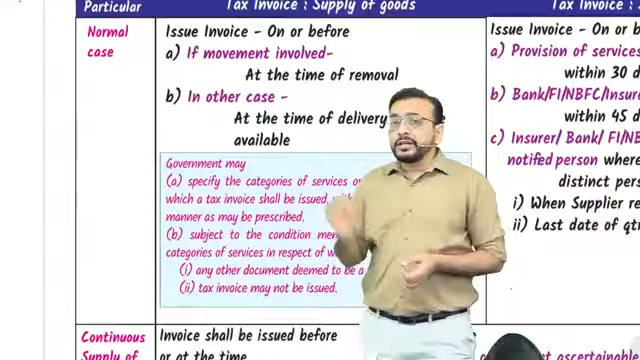 Particular
Tax Invoice : Supply of goods
Tax Invoice : S
Normal
case
Issue Invoice - On or before
a) If movement involved-
At the time of removal
b) In other case -
At the time of delivery
available
Government may
(a) specify the categories of services or
which a tax invoice shall be issued,
manner as may be prescribed.
(b) subject to the condition men
categories of services in respect of w
(i) any other document deemed to be a
(ii) tax invoice may not be issued.
Issue Invoice - On or b
a) Provision of services
within 30 d
b) Bank/FI/NBFC/Insur
within 45 d
c) Insurer/ Bank/ FI/N
notified person where
distinct pers
i) When Supplier re
ii) Last date of qt
Continuous
Supply of
Invoice shall be issued before
or at the time
ascertainable